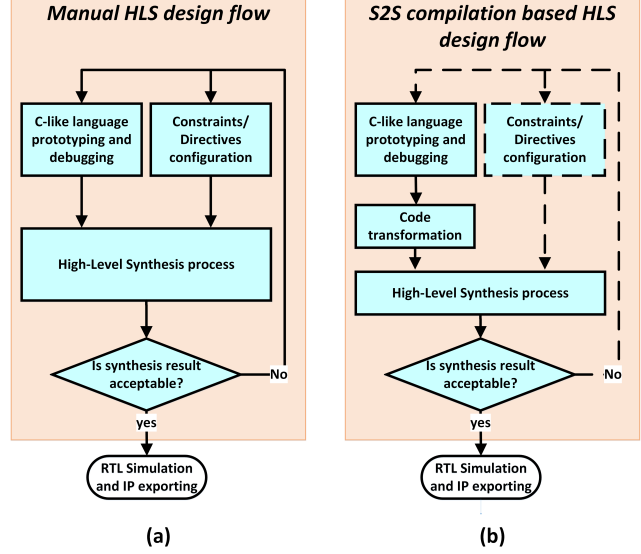 Manual HLS design flow
C-like language
prototyping and
debugging
Constraints/
Directives
configuration
High-Level Synthesis process
Is synthesis result
acceptable?
No
yes
RTL Simulation
and IP exporting
(a)
S2S compilation based HLS
design flow
C-like language
prototyping and
debugging
Constraints/
Directives
configuration
Code
transformation
High-Level Synthesis process
Is synthesis result
acceptable?
No
yes
RTL Simulation
and IP exporting
(b)